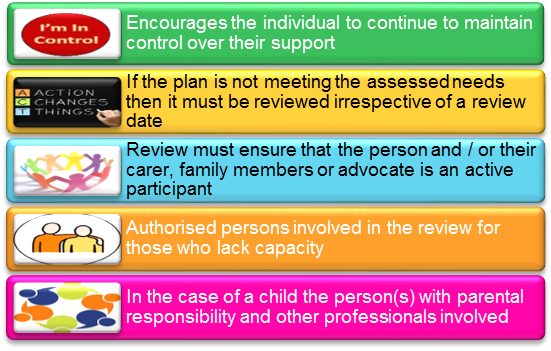 I'm In
Control
Encourages the individual to continue to maintain
control over their support
ACTION
CHANGES
THINGS
If the plan is not meeting the assessed needs
then it must be reviewed irrespective of a review
date
Review must ensure that the person and / or their
carer, family members or advocate is an active
participant
Authorised persons involved in the review for
those who lack capacity
In the case of a child the person(s) with parental
responsibility and other professionals involved